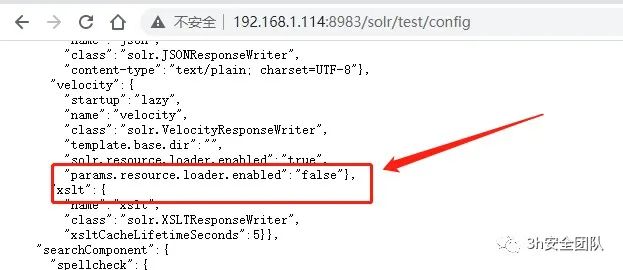 不安全 192.168.1.114:8983/solr/test/config
"name":"json",
"class":"solr.JSONResponseWriter",
"content-type":"text/plain; charset=UTF-8"},
"velocity":{
"startup":"lazy",
"name":"velocity",
"class":"solr.VelocityResponseWriter",
"template.base.dir":"",
"solr.resource.loader.enabled":"true",
"params.resource.loader.enabled":"false"},
"xslt":{
"name":"xslt",
"class":"solr.XSLTResponseWriter",
"xsltCacheLifetimeSeconds":5}},
"searchComponent":{
"spellcheck":{
3h安全团队